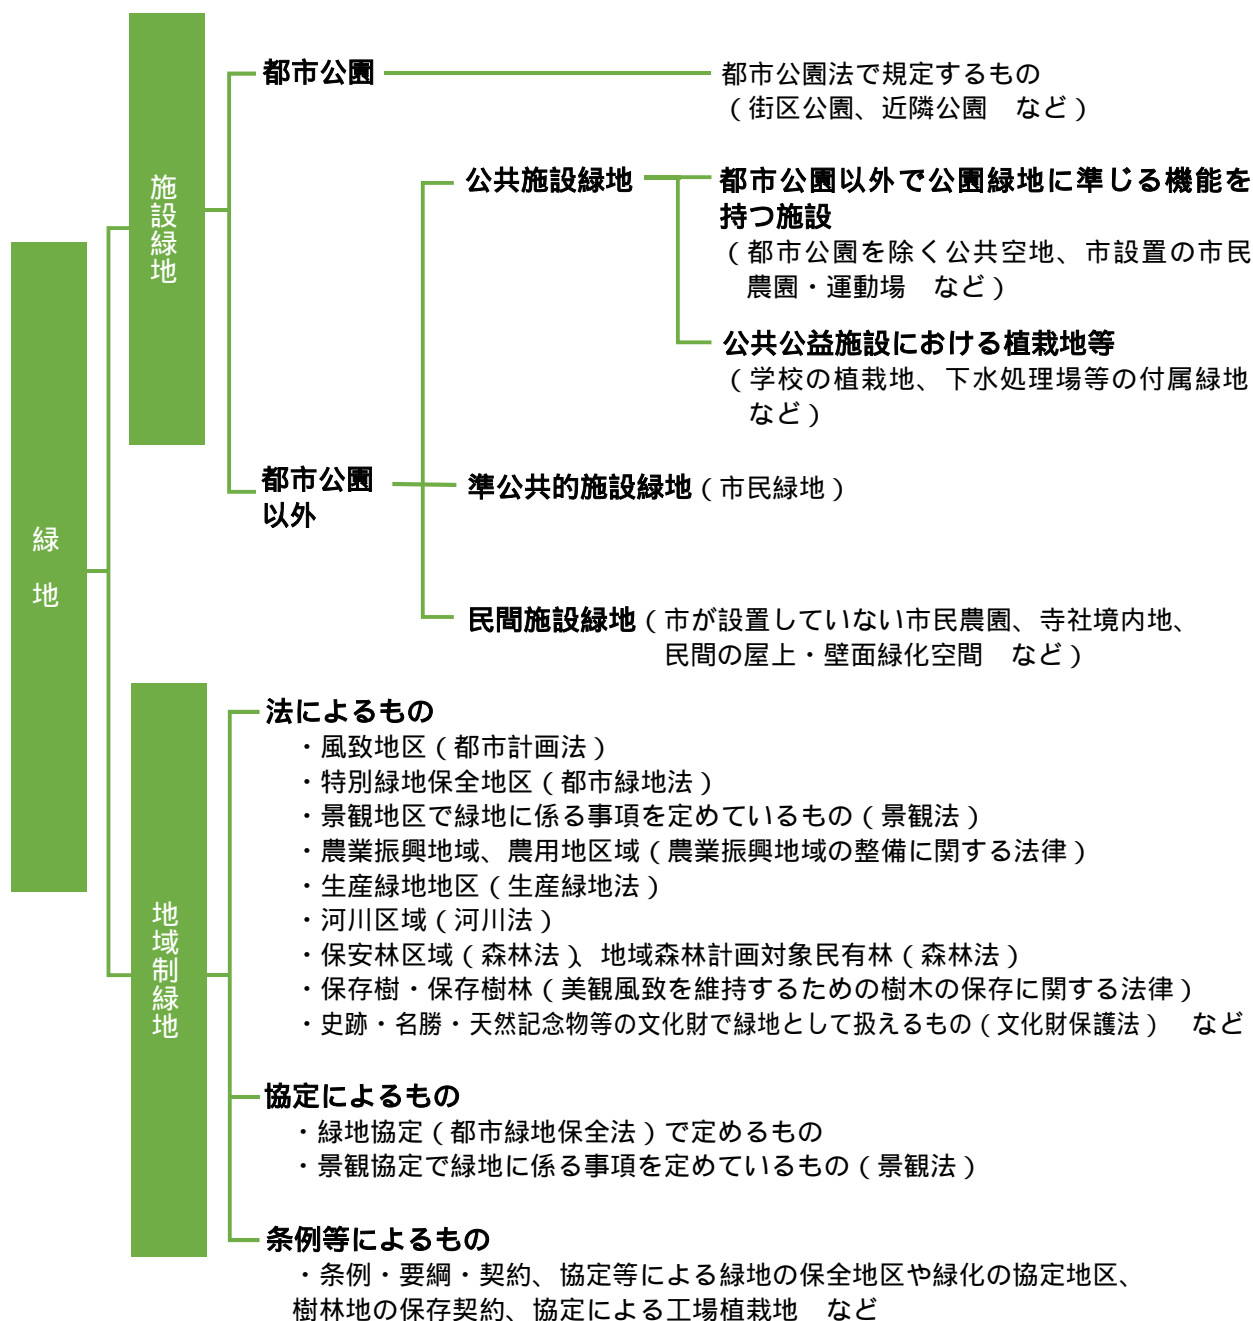 緑地
施設緑地
都市公園
都市公園法で規定するもの
（街区公園、近隣公園　など）
都市公園
以外
公共施設緑地
都市公園以外で公園緑地に準じる機能を
持つ施設
（都市公園を除く公共空地、市設置の市民
農園・運動場　など）
公共公益施設における植栽地等
（学校の植栽地、下水処理場等の付属緑地
など）
準公共的施設緑地（市民緑地）
民間施設緑地（市が設置していない市民農園、寺社境内地、
民間の屋上・壁面緑化空間　など）
地域制緑地
法によるもの
・風致地区（都市計画法）
・特別緑地保全地区（都市緑地法）
・景観地区で緑地に係る事項を定めているもの（景観法）
・農業振興地域、農用地区域（農業振興地域の整備に関する法律）
・生産緑地地区（生産緑地法）
・河川区域（河川法）
・保安林区域（森林法）、地域森林計画対象民有林（森林法）
・保存樹・保存樹林（美観風致を維持するための樹木の保存に関する法律）
・史跡・名勝・天然記念物等の文化財で緑地として扱えるもの（文化財保護法）　など
協定によるもの
・緑地協定（都市緑地保全法）で定めるもの
・景観協定で緑地に係る事項を定めているもの（景観法）
条例等によるもの
・条例・要綱・契約、協定等による緑地の保全地区や緑化の協定地区、
樹林地の保存契約、協定による工場植栽地　など